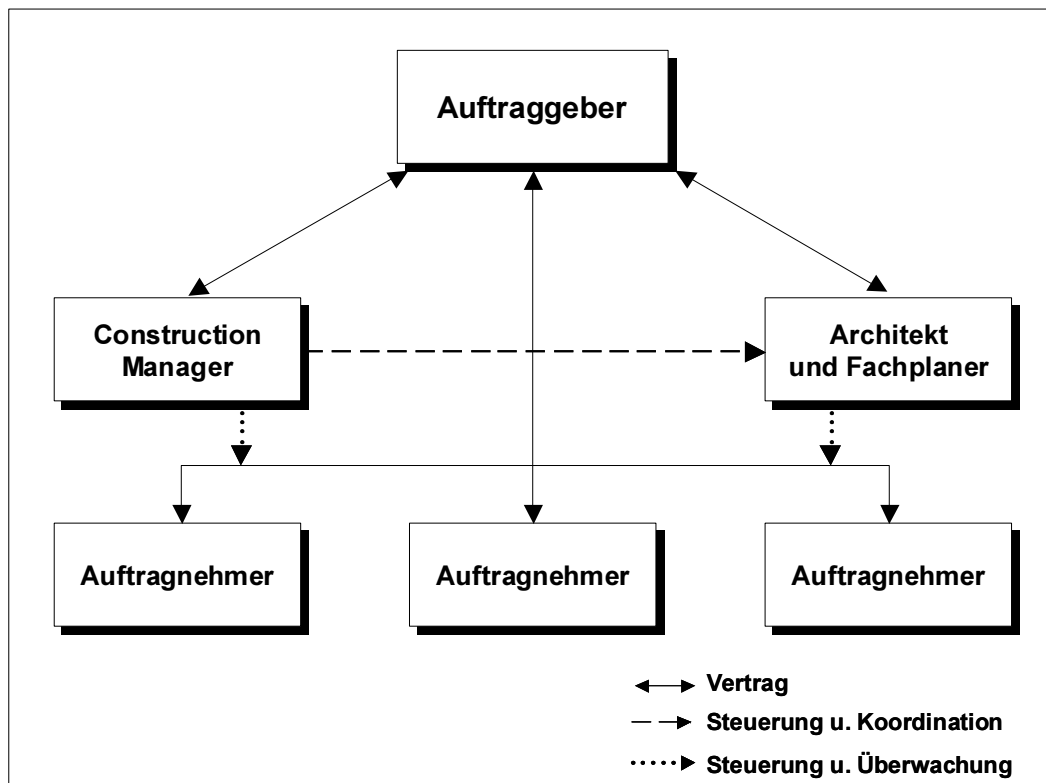 Auftraggeber
Construction
Manager
Architekt
und Fachplaner
Auftragnehmer
Auftragnehmer
Auftragnehmer
Vertrag
Steuerung u. Koordination
Steuerung u. Überwachung